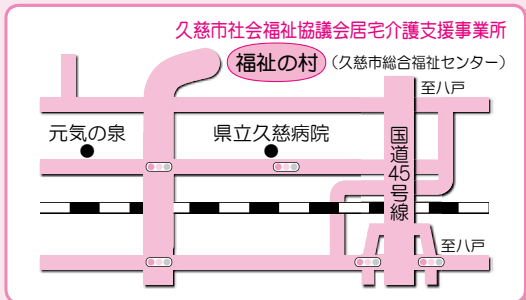 久慈市社会福祉協議会居宅介護支援事業所
福祉の村（久慈市総合福祉センター）
至八戸
元気の泉
県立久慈病院
国道45号線
至八戸